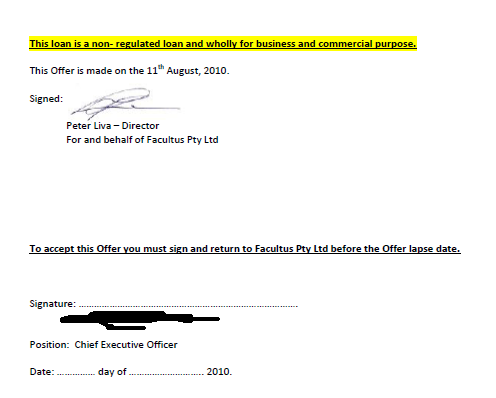 This loan is a non- regulated loan and wholly for business and commercial purpose.
This Offer is made on the 11th August, 2010.
Signed:
Peter Liva – Director
For and behalf of Facultus Pty Ltd
To accept this Offer you must sign and return to Facultus Pty Ltd before the Offer lapse date.
Signature: ................................................................................
Position: Chief Executive Officer
Date: .............. day of ........................... 2010.